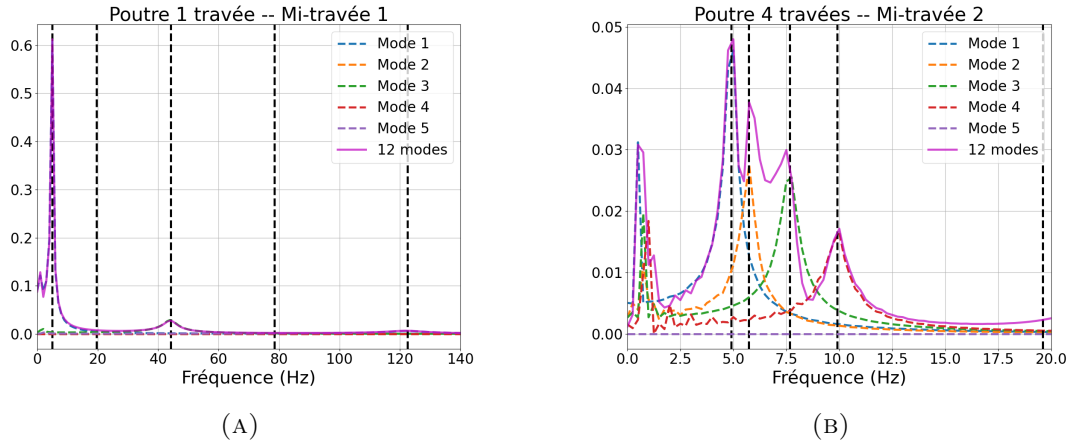 Poutre 1 travée -- Mi-travée 1
0.6
0.5
0.4
0.3
0.2
0.1
0.0
0 20 40 60 80 100 120 140
Fréquence (Hz)
Mode 1
Mode 2
Mode 3
Mode 4
Mode 5
12 modes
(A)
Poutre 4 travées -- Mi-travée 2
0.05
0.04
0.03
0.02
0.01
0.00
0.0 2.5 5.0 7.5 10.0 12.5 15.0 17.5 20.0
Fréquence (Hz)
Mode 1
Mode 2
Mode 3
Mode 4
Mode 5
12 modes
(B)